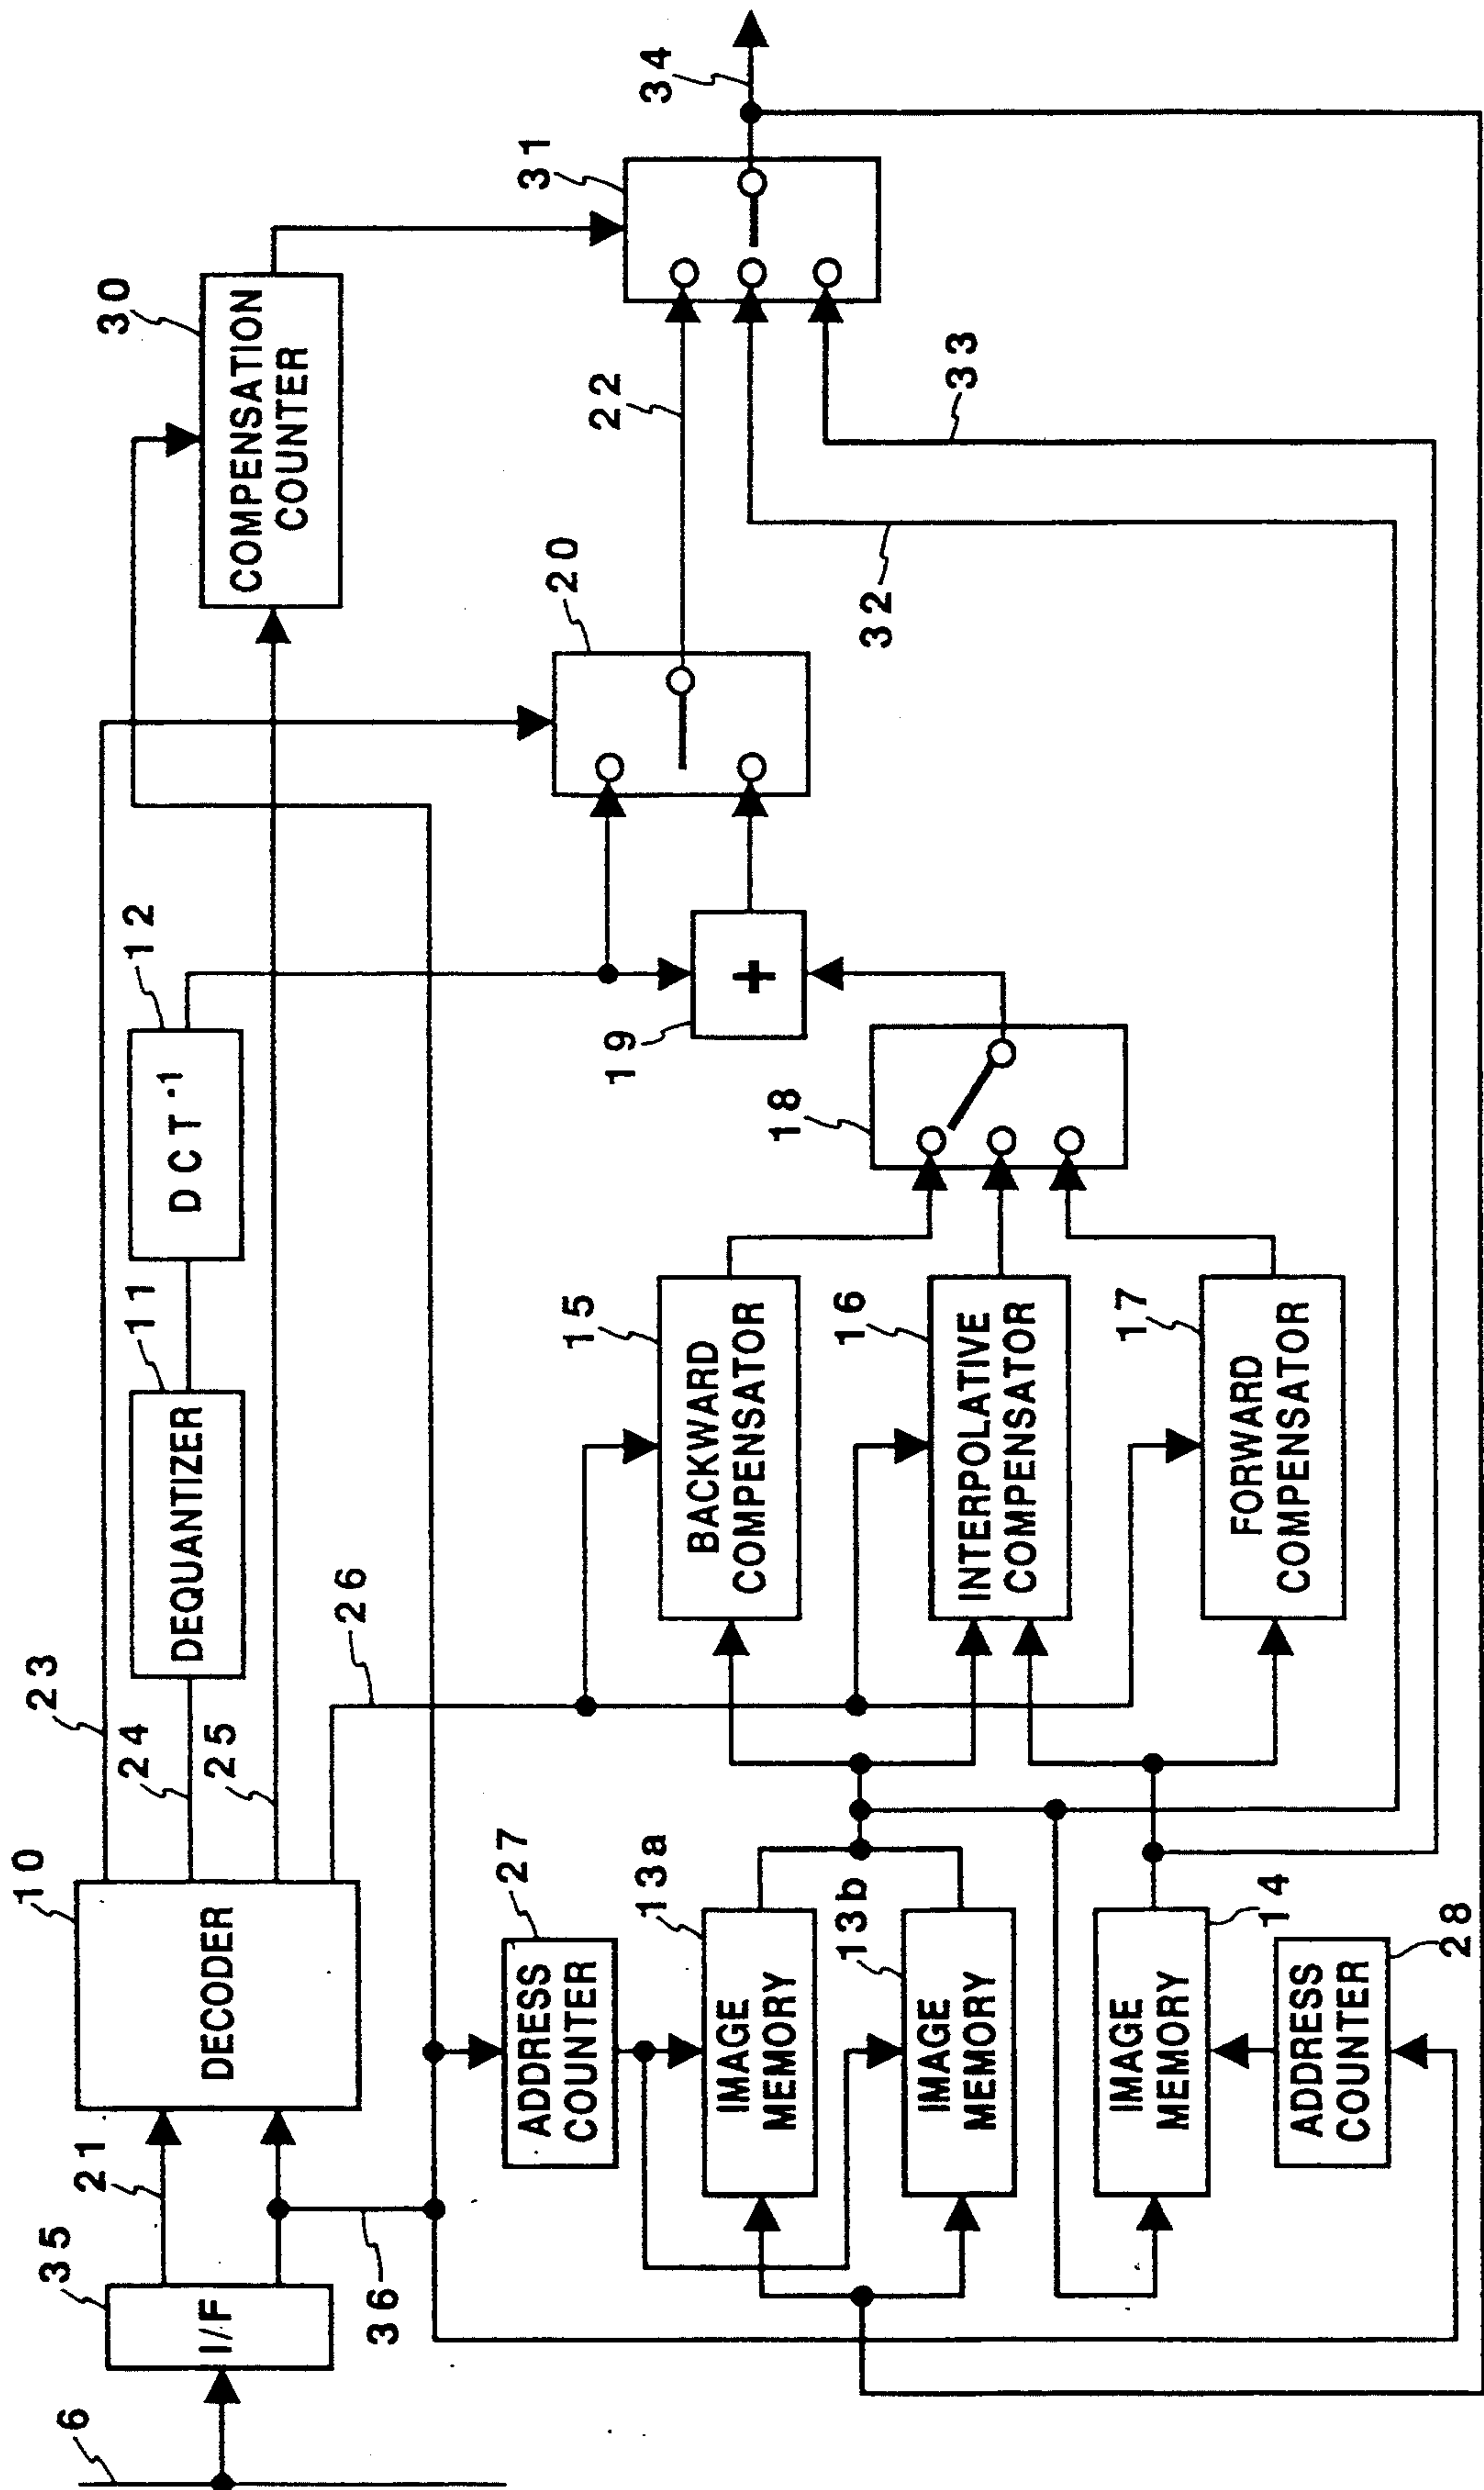 6
35
I/F
21
36
10
DECODER
23
24
25
26
11
DEQUANTIZER
12
DCT⁻¹
30
COMPENSATION
COUNTER
27
ADDRESS
COUNTER
13a
IMAGE
MEMORY
13b
IMAGE
MEMORY
14
IMAGE
MEMORY
28
ADDRESS
COUNTER
15
BACKWARD
COMPENSATOR
16
INTERPOLATIVE
COMPENSATOR
17
FORWARD
COMPENSATOR
18
19
+
20
22
31
32
33
34